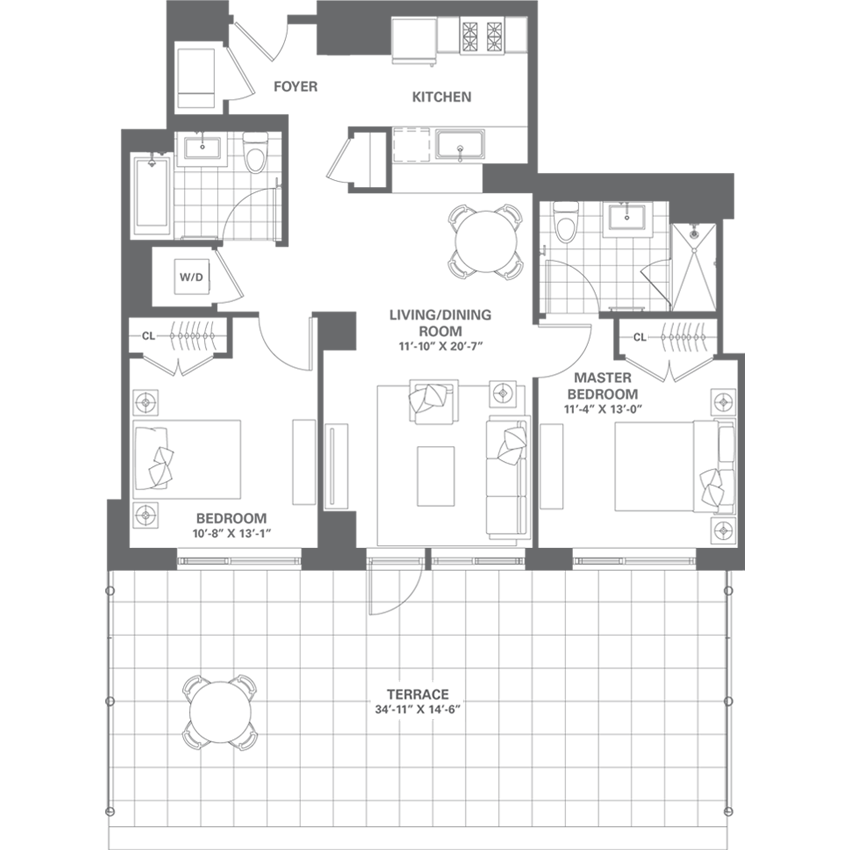 FOYER
KITCHEN
W/D
LIVING/DINING
ROOM
11'-10" X 20'-7"
CL
CL
MASTER
BEDROOM
11'-4" X 13'-0"
BEDROOM
10'-8" X 13'-1"
TERRACE
34'-11" X 14'-6"